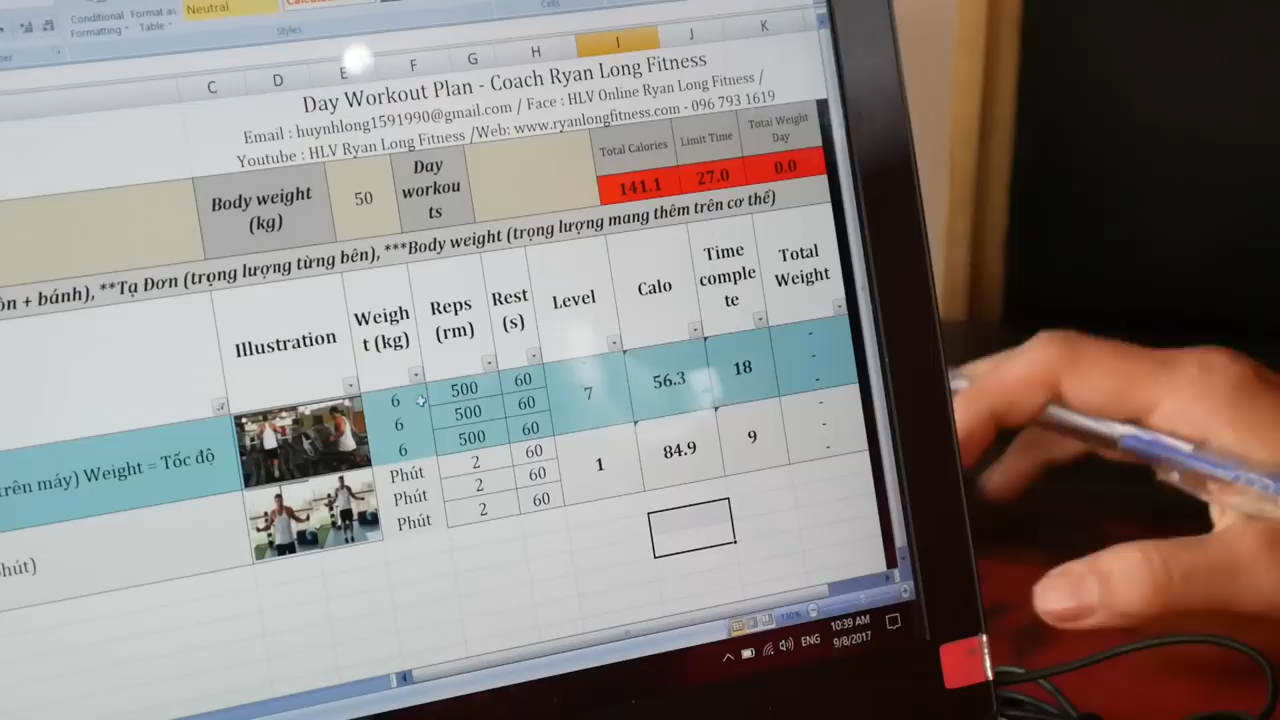 Conditional Formatting
Format as Table
Neutral
Styles
Cells
C D E F G H I J K
Day Workout Plan - Coach Ryan Long Fitness
Email : huynhlong1591990@gmail.com / Face : HLV Online Ryan Long Fitness /
Youtube : HLV Ryan Long Fitness /Web: www.ryanlongfitness.com - 096 793 1619
Body weight (kg)
50
Day workouts
Total Calories
Limit Time
Total Weight Day
141.1
27.0
0.0
+ bánh), **Tạ Đơn (trọng lượng từng bên), ***Body weight (trọng lượng mang thêm trên cơ thể)
Illustration
Weight (kg)
Reps (rm)
Rest (s)
Level
Calo
Time complete
Total Weight
trên máy) Weight = Tốc độ
6 500 60
6 500 60
6 500 60
7
56.3
18
-
-
-
phút)
Phút 2 60
Phút 2 60
Phút 2 60
1
84.9
9
-
-
-
130%
ENG
10:39 AM
9/8/2017